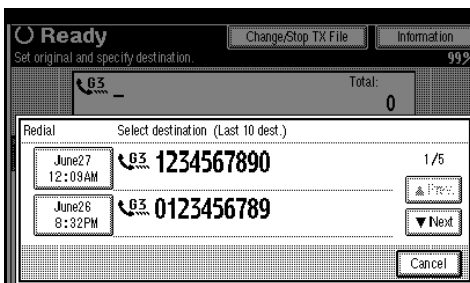 Ready
Change/Stop TX File
Information
Set original and specify destination.
99%
G3 _
Total:
0
Redial
Select destination (Last 10 dest.)
June27
12:09AM
G3 1234567890
1/5
▲ Prev.
June26
8:32PM
G3 0123456789
▼ Next
Cancel